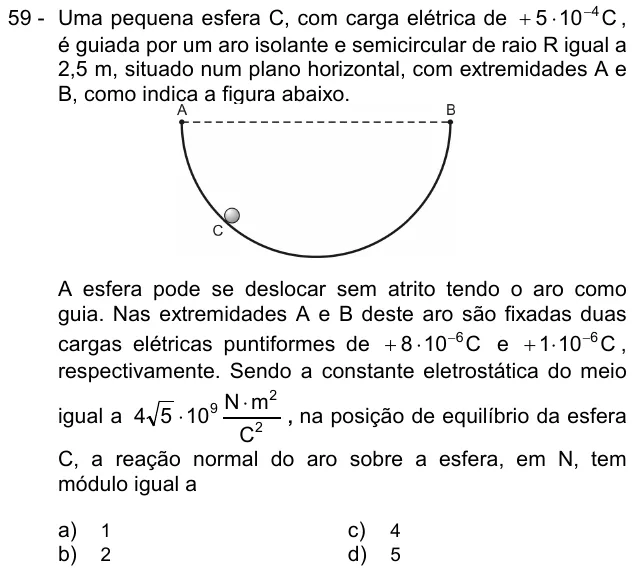 59 - Uma pequena esfera C, com carga elétrica de +5·10⁻⁴C,
é guiada por um aro isolante e semicircular de raio R igual a
2,5 m, situado num plano horizontal, com extremidades A e
B, como indica a figura abaixo.
A B
C
A esfera pode se deslocar sem atrito tendo o aro como
guia. Nas extremidades A e B deste aro são fixadas duas
cargas elétricas puntiformes de +8·10⁻⁶C e +1·10⁻⁶C,
respectivamente. Sendo a constante eletrostática do meio
igual a 4√5·10⁹ N·m²/C², na posição de equilíbrio da esfera
C, a reação normal do aro sobre a esfera, em N, tem
módulo igual a
a) 1 c) 4
b) 2 d) 5